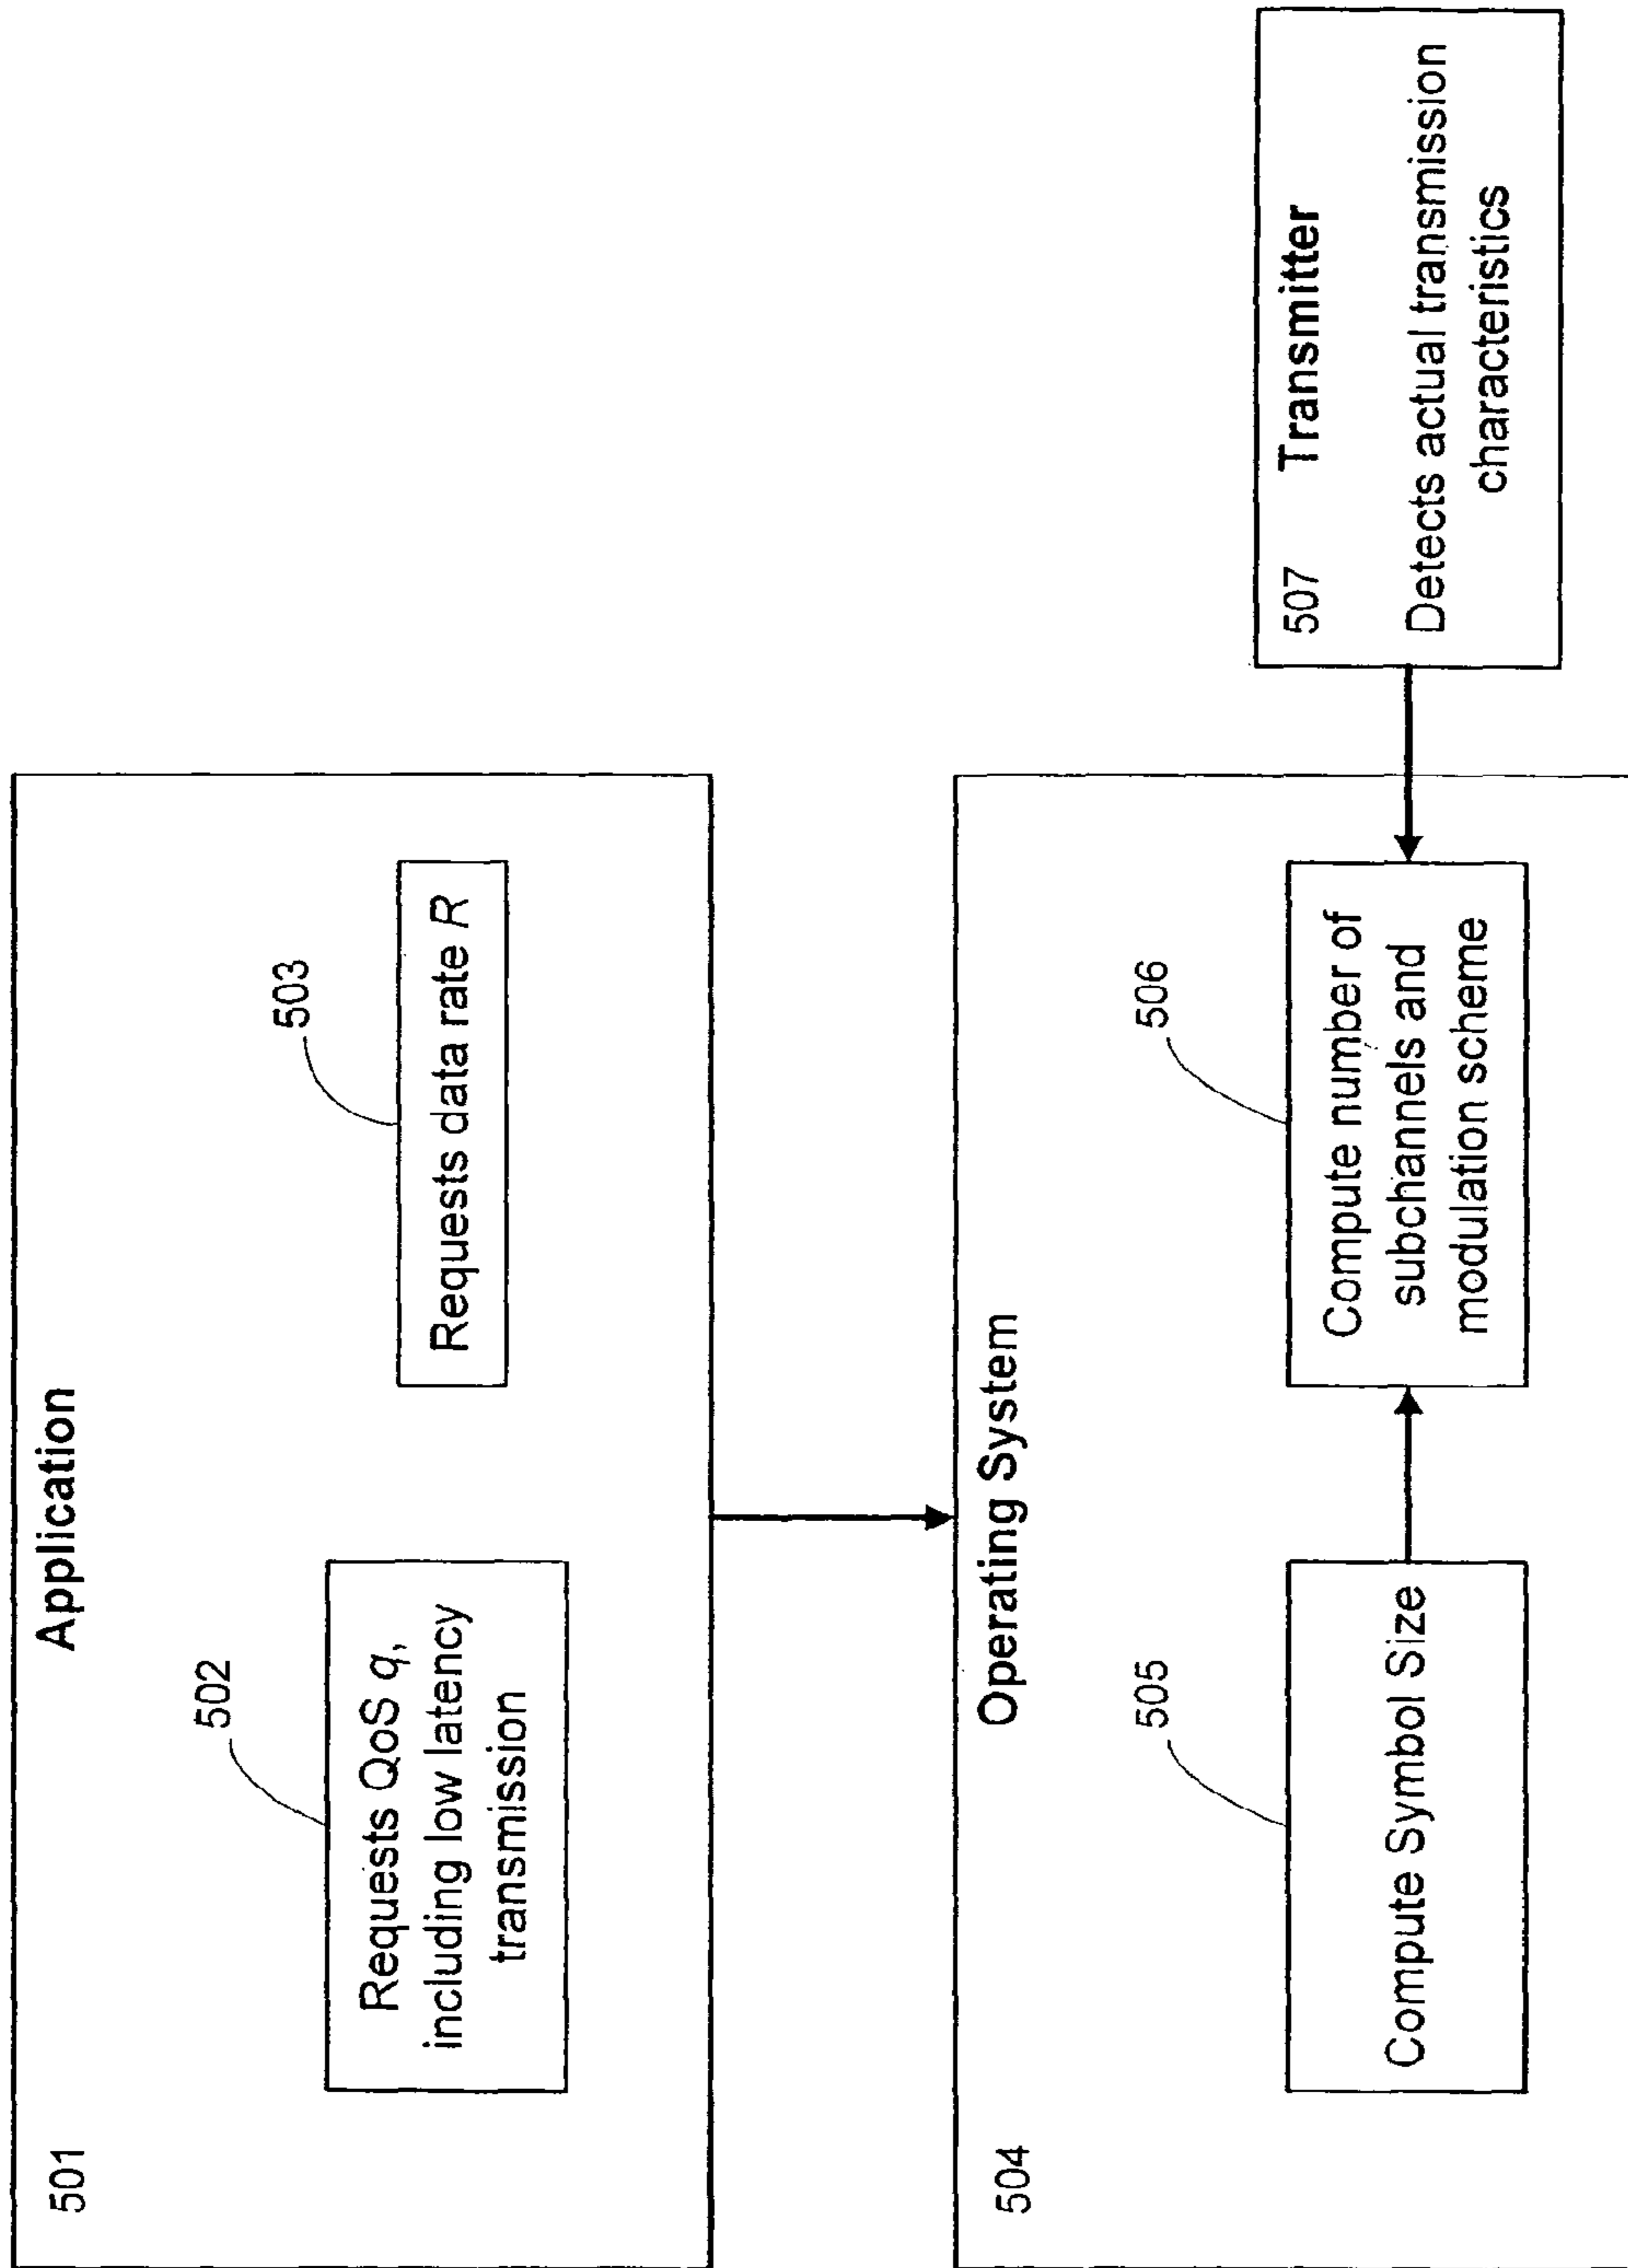 Application
501
502
Requests QoS q,
including low latency
transmission
503
Requests data rate R
Operating System
504
505
Compute Symbol Size
506
Compute number of
subchannels and
modulation scheme
507 Transmitter
Detects actual transmission
characteristics